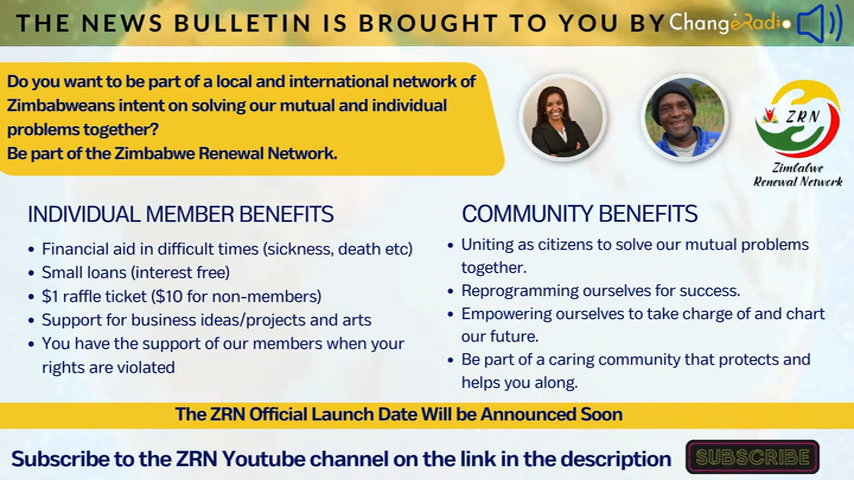 THE NEWS BULLETIN IS BROUGHT TO YOU BY ChangeRadio
Do you want to be part of a local and international network of
Zimbabweans intent on solving our mutual and individual
problems together?
Be part of the Zimbabwe Renewal Network.
ZRN
Zimbabwe
Renewal Network
INDIVIDUAL MEMBER BENEFITS
• Financial aid in difficult times (sickness, death etc)
• Small loans (interest free)
• $1 raffle ticket ($10 for non-members)
• Support for business ideas/projects and arts
• You have the support of our members when your
rights are violated
COMMUNITY BENEFITS
• Uniting as citizens to solve our mutual problems
together.
• Reprogramming ourselves for success.
• Empowering ourselves to take charge of and chart
our future.
• Be part of a caring community that protects and
helps you along.
The ZRN Official Launch Date Will be Announced Soon
Subscribe to the ZRN Youtube channel on the link in the description
SUBSCRIBE